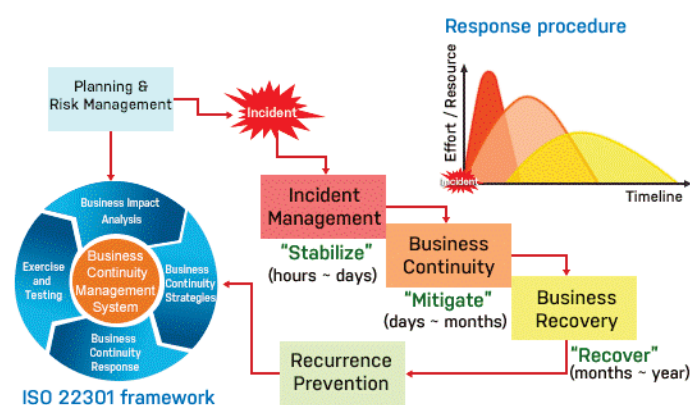 Response procedure
Planning &
Risk Management
Incident
Effort / Resource
Incident
Timeline
Incident
Management
"Stabilize"
(hours ~ days)
Business
Continuity
"Mitigate"
(days ~ months)
Business
Recovery
"Recover"
(months ~ year)
Recurrence
Prevention
Business Impact
Analysis
Exercise
and
Testing
Business
Continuity
Management
System
Business
Continuity
Strategies
Business
Continuity
Response
ISO 22301 framework